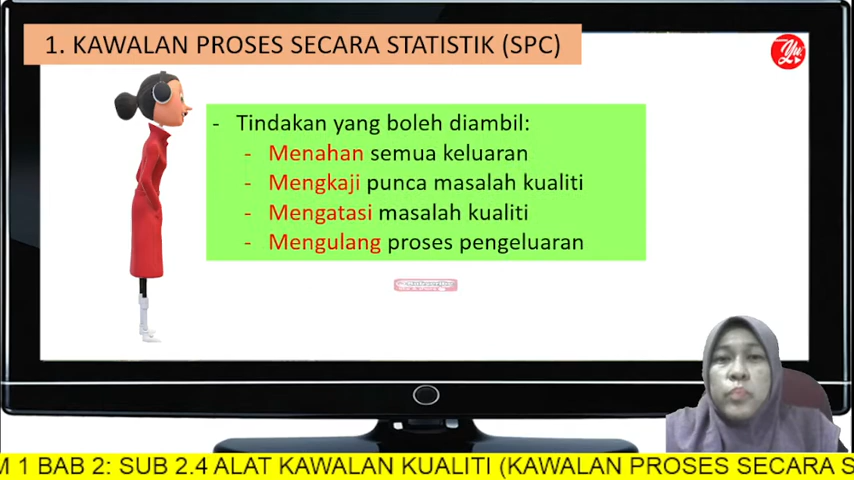 1. KAWALAN PROSES SECARA STATISTIK (SPC)
- Tindakan yang boleh diambil:
- Menahan semua keluaran
- Mengkaji punca masalah kualiti
- Mengatasi masalah kualiti
- Mengulang proses pengeluaran
M 1 BAB 2: SUB 2.4 ALAT KAWALAN KUALITI (KAWALAN PROSES SECARA S